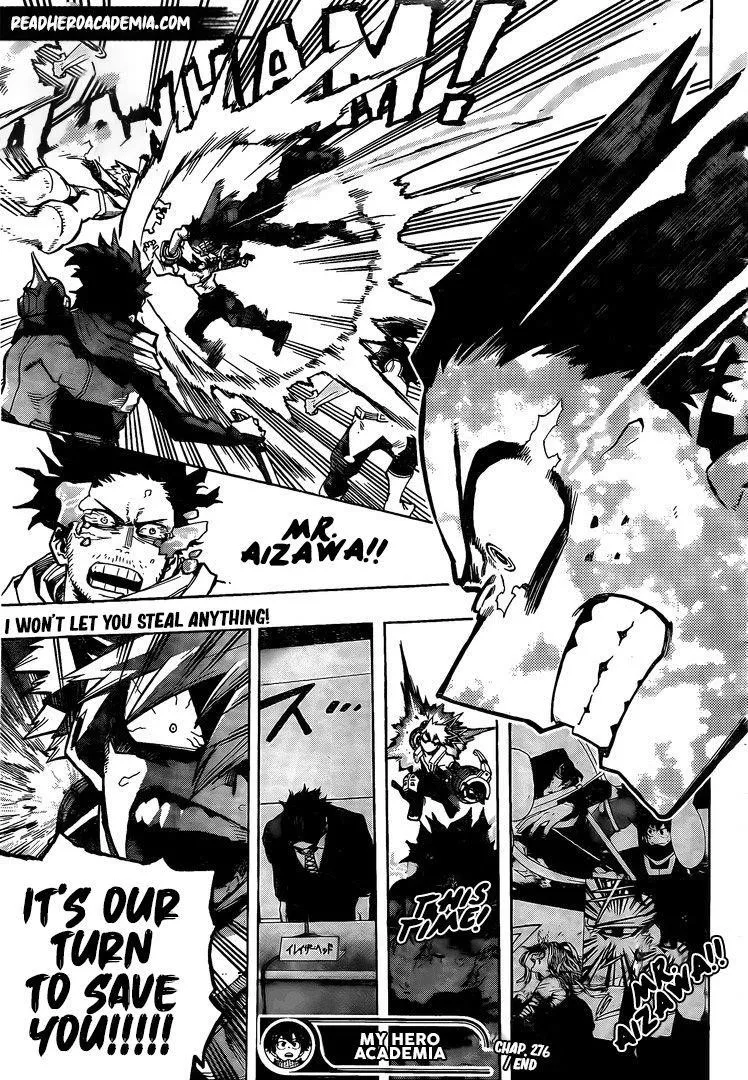 READHEROACADEMIA.COM
WHAM!
MR.
AIZAWA!!
I WON'T LET YOU STEAL ANYTHING!
ス…
イレイザーヘッド
THIS
TIME!
MR.
AIZAWA!!
IT'S OUR
TURN
TO SAVE
YOU!!!!!
MY HERO
ACADEMIA
CHAP. 276
/ END